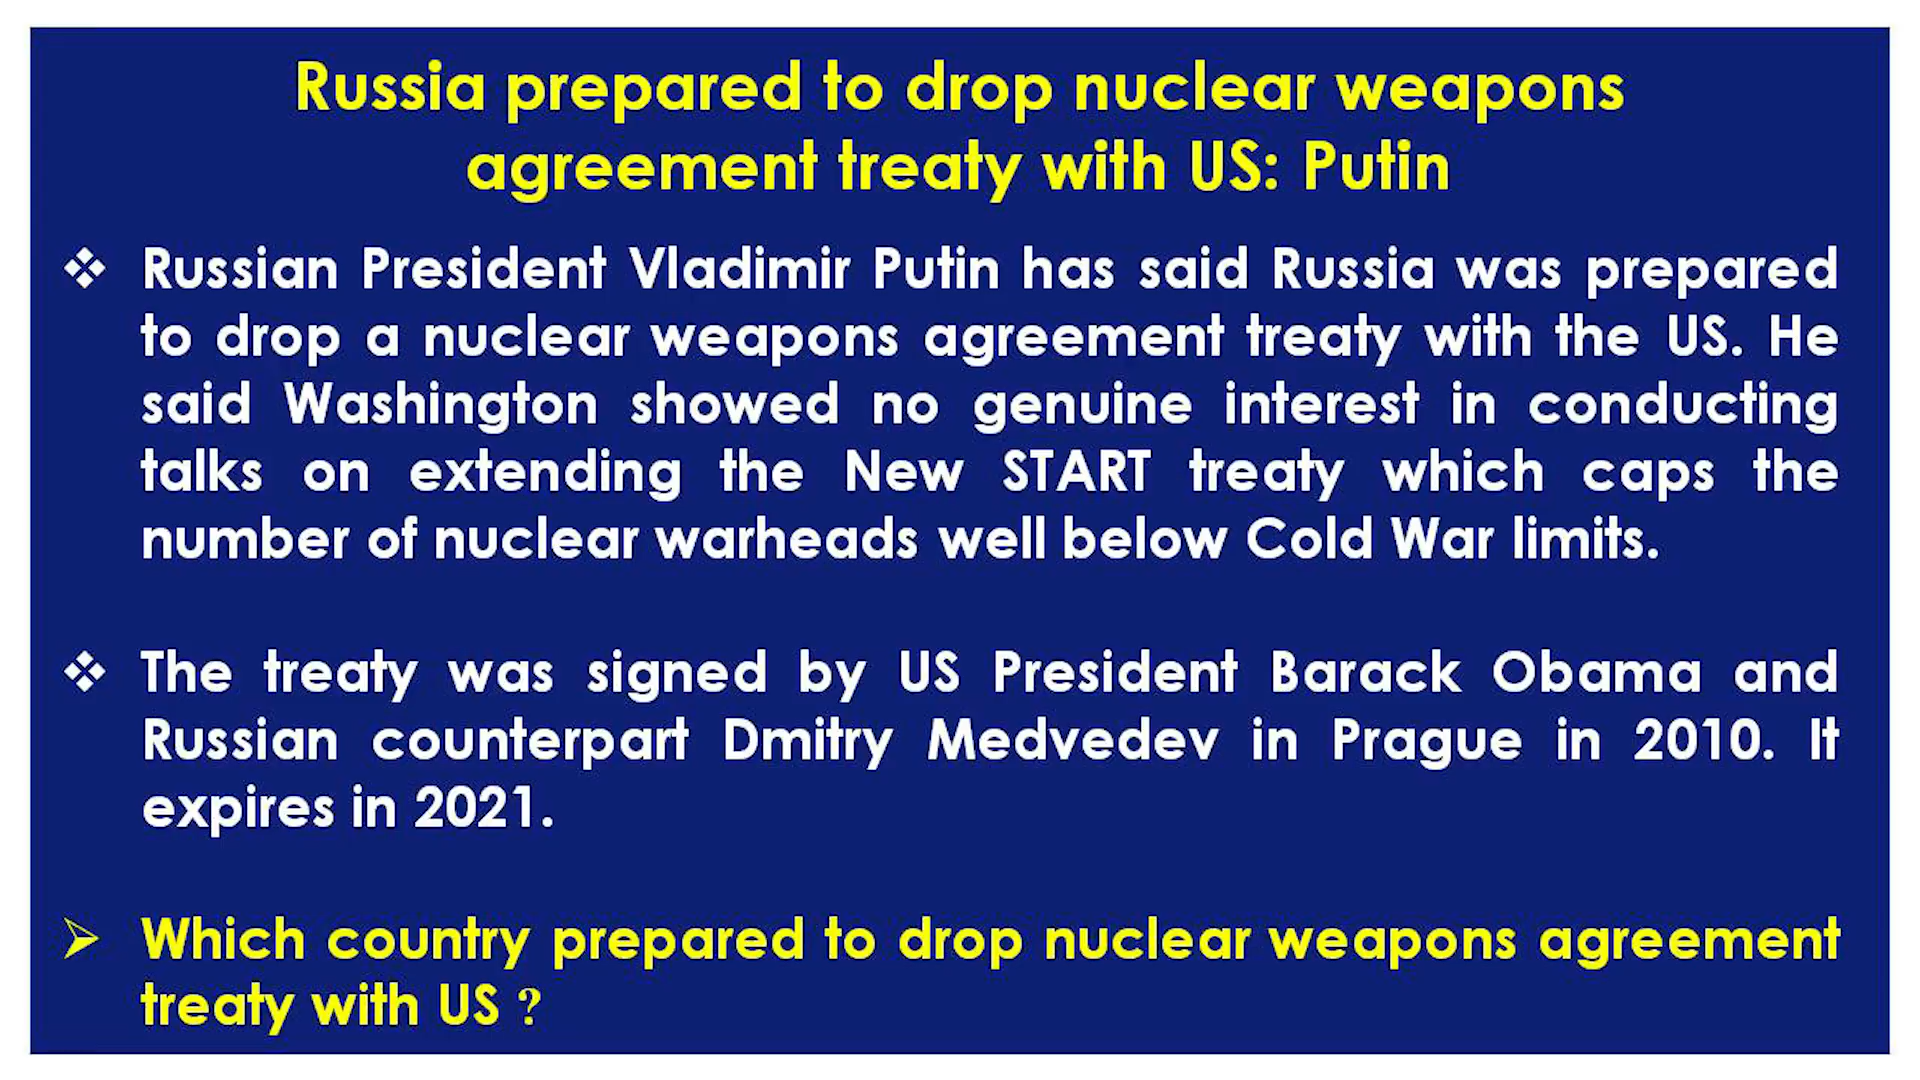 Russia prepared to drop nuclear weapons
agreement treaty with US: Putin
❖ Russian President Vladimir Putin has said Russia was prepared
to drop a nuclear weapons agreement treaty with the US. He
said Washington showed no genuine interest in conducting
talks on extending the New START treaty which caps the
number of nuclear warheads well below Cold War limits.
❖ The treaty was signed by US President Barack Obama and
Russian counterpart Dmitry Medvedev in Prague in 2010. It
expires in 2021.
➢ Which country prepared to drop nuclear weapons agreement
treaty with US ?